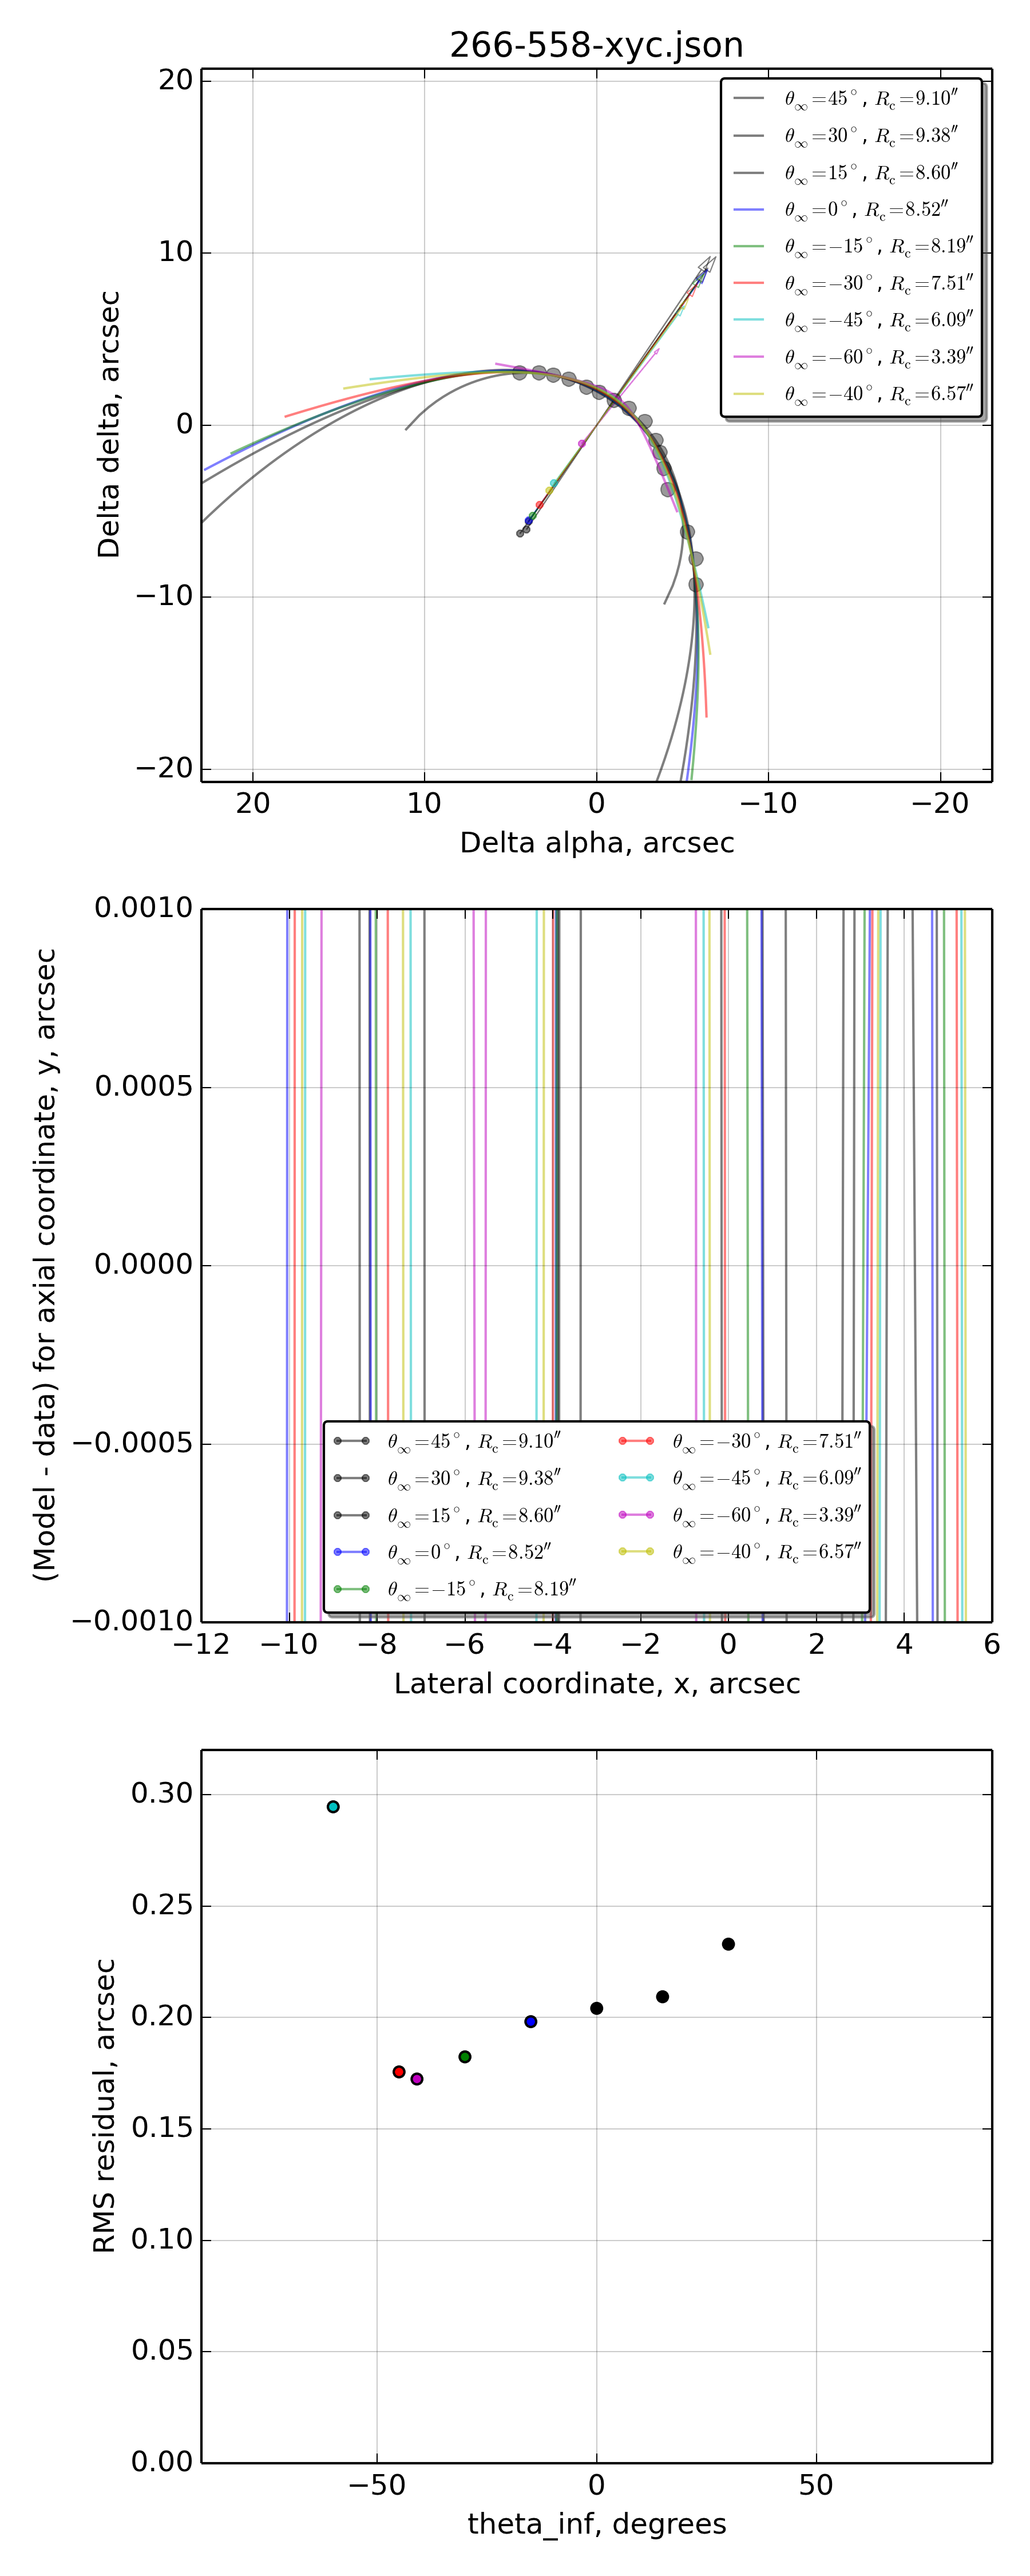 266-558-xyc.json
20
10
0
−10
−20
Delta delta, arcsec
θ∞=45°, Rc=9.10″
θ∞=30°, Rc=9.38″
θ∞=15°, Rc=8.60″
θ∞=0°, Rc=8.52″
θ∞=−15°, Rc=8.19″
θ∞=−30°, Rc=7.51″
θ∞=−45°, Rc=6.09″
θ∞=−60°, Rc=3.39″
θ∞=−40°, Rc=6.57″
20 10 0 −10 −20
Delta alpha, arcsec
0.0010
0.0005
0.0000
−0.0005
−0.0010
(Model - data) for axial coordinate, y, arcsec
θ∞=45°, Rc=9.10″
θ∞=30°, Rc=9.38″
θ∞=15°, Rc=8.60″
θ∞=0°, Rc=8.52″
θ∞=−15°, Rc=8.19″
θ∞=−30°, Rc=7.51″
θ∞=−45°, Rc=6.09″
θ∞=−60°, Rc=3.39″
θ∞=−40°, Rc=6.57″
−12 −10 −8 −6 −4 −2 0 2 4 6
Lateral coordinate, x, arcsec
0.30
0.25
0.20
0.15
0.10
0.05
0.00
RMS residual, arcsec
−50 0 50
theta_inf, degrees